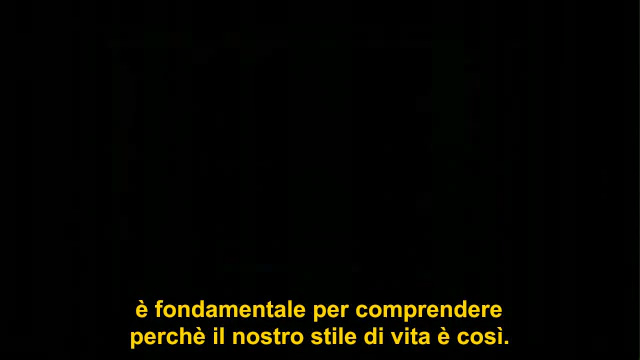 è fondamentale per comprendere
perchè il nostro stile di vita è così.